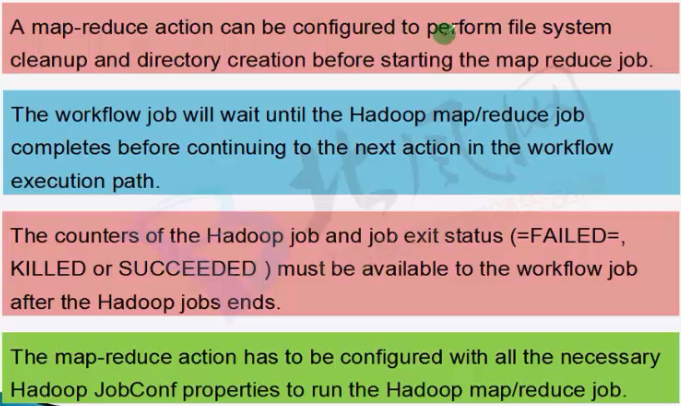 A map-reduce action can be configured to perform file system
cleanup and directory creation before starting the map reduce job.
The workflow job will wait until the Hadoop map/reduce job
completes before continuing to the next action in the workflow
execution path.
The counters of the Hadoop job and job exit status (=FAILED=,
KILLED or SUCCEEDED ) must be available to the workflow job
after the Hadoop jobs ends.
The map-reduce action has to be configured with all the necessary
Hadoop JobConf properties to run the Hadoop map/reduce job.
北风网